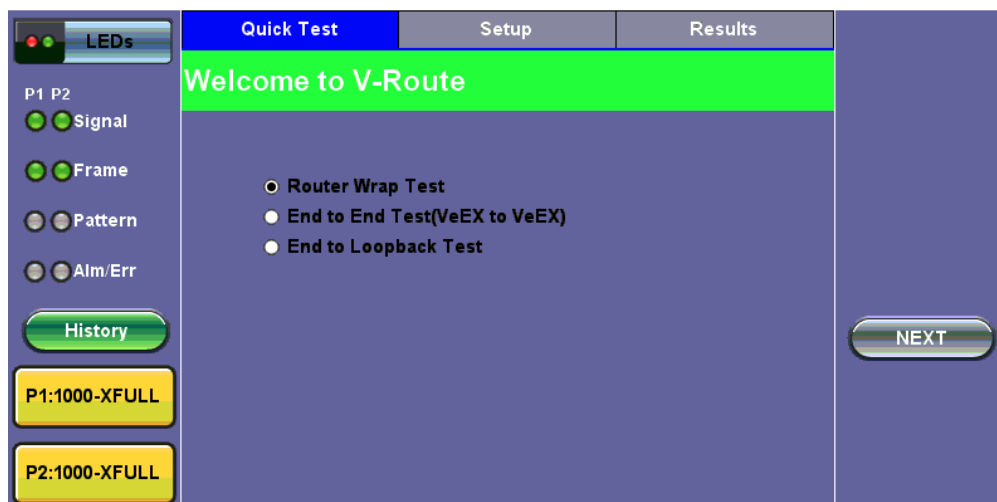 LEDs
Quick Test
Setup
Results
Welcome to V-Route
P1 P2
Signal
Frame
Pattern
Alm/Err
History
P1:1000-XFULL
P2:1000-XFULL
Router Wrap Test
End to End Test(VeEX to VeEX)
End to Loopback Test
NEXT